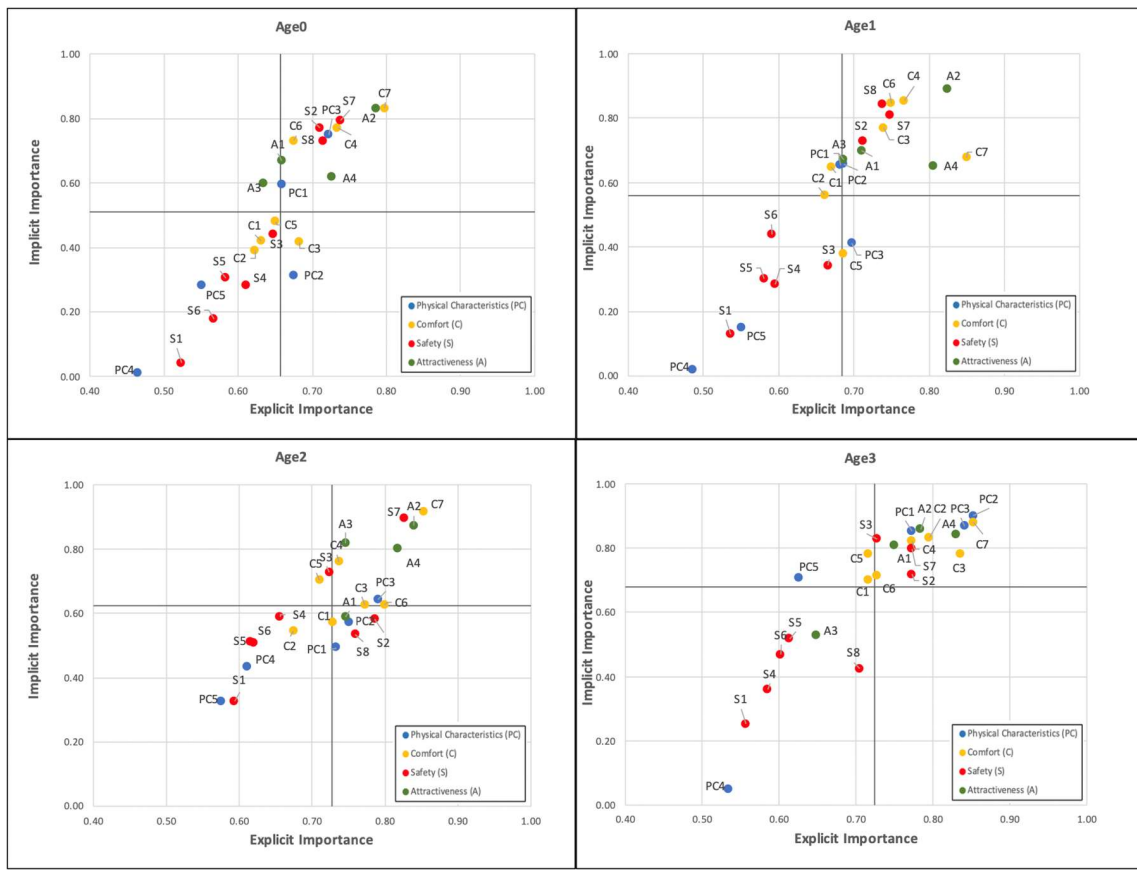 Age0
1.00
0.80
0.60
0.40
0.20
0.00
Implicit Importance
C7
S7
S2
PC3
A2
C6
S8
C4
A1
A4
A3
PC1
C1
C5
C2
S3
C3
S5
S4
PC2
PC5
S6
S1
PC4
Physical Characteristics (PC)
Comfort (C)
Safety (S)
Attractiveness (A)
0.40 0.50 0.60 0.70 0.80 0.90 1.00
Explicit Importance
Age1
1.00
0.80
0.60
0.40
0.20
0.00
Implicit Importance
C4
C6
A2
S8
S2
S7
C3
A3
PC1
A1
C7
A4
C2
C1
PC2
S6
S3
PC3
S5
S4
C5
S1
PC5
PC4
Physical Characteristics (PC)
Comfort (C)
Safety (S)
Attractiveness (A)
0.40 0.50 0.60 0.70 0.80 0.90 1.00
Explicit Importance
Age2
1.00
0.80
0.60
0.40
0.20
0.00
Implicit Importance
A2
C7
S7
A3
C4
A4
S3
C5
PC3
C3
S4
A1
C6
C1
PC2
S6
S5
C2
S2
PC1
S8
PC4
S1
PC5
Physical Characteristics (PC)
Comfort (C)
Safety (S)
Attractiveness (A)
0.40 0.50 0.60 0.70 0.80 0.90 1.00
Explicit Importance
Age3
1.00
0.80
0.60
0.40
0.20
0.00
Implicit Importance
PC2
PC1
A2
C2
PC3
S3
A4
C5
A1
C4
C7
PC5
S7
C3
S2
C1
C6
S5
A3
S6
S8
S4
S1
PC4
Physical Characteristics (PC)
Comfort (C)
Safety (S)
Attractiveness (A)
0.40 0.50 0.60 0.70 0.80 0.90 1.00
Explicit Importance